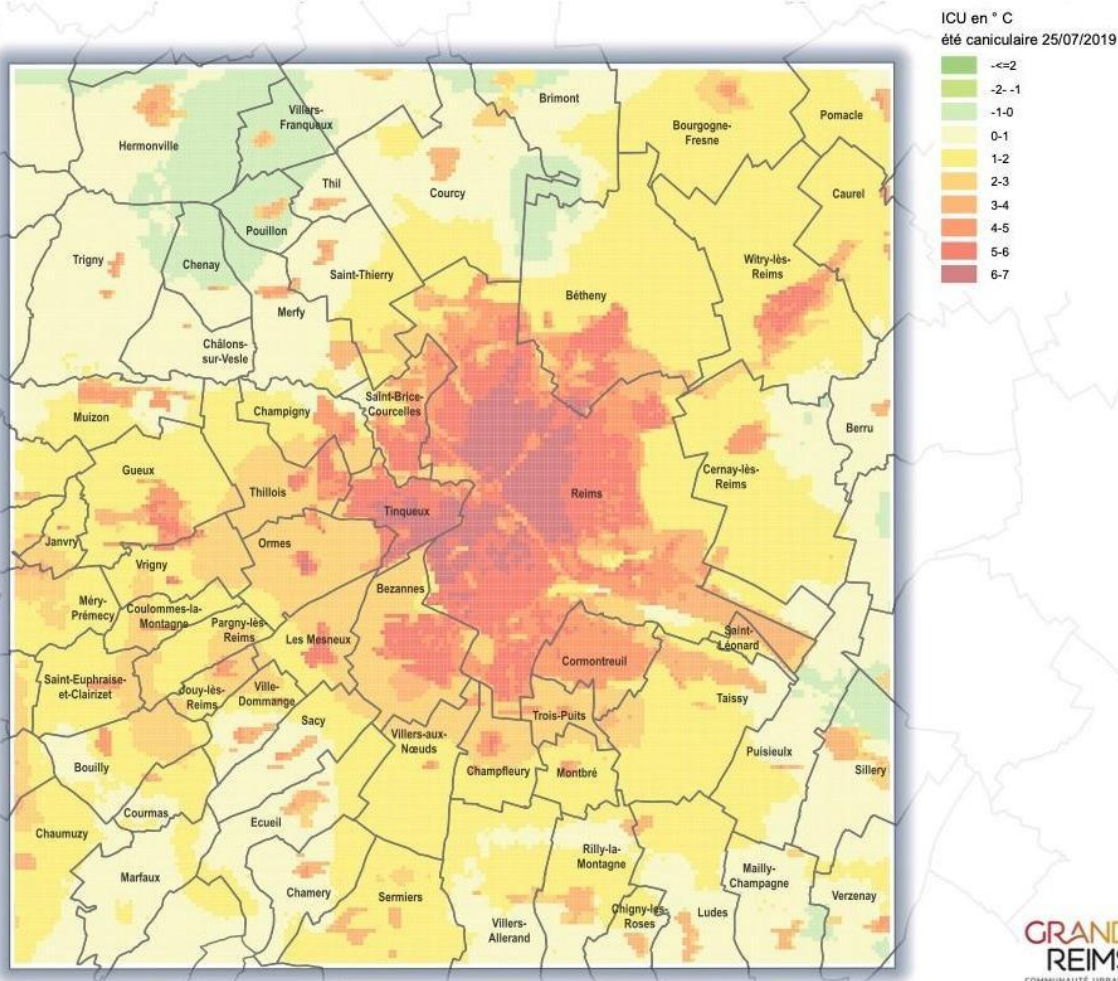 ICU en ° C
été caniculaire 25/07/2019
-<=2
-2- -1
-1-0
0-1
1-2
2-3
3-4
4-5
5-6
6-7
Brimont
Villers-
Franqueux
Pomacle
Bourgogne-
Fresne
Hermonville
Thil
Courcy
Caurel
Pouillon
Trigny
Chenay
Saint-Thierry
Witry-lès-
Reims
Bétheny
Merfy
Châlons-
sur-Vesle
Saint-Brice-
Courcelles
Muizon
Champigny
Berru
Gueux
Cernay-lès-
Reims
Thillois
Reims
Tinqueux
Janvry
Ormes
Vrigny
Bezannes
Méry-
Prémecy
Coulommes-la-
Montagne
Pargny-lès-
Reims
Les Mesneux
Saint-
Léonard
Cormontreuil
Saint-Euphraise-
et-Clairizet
Jouy-lès-
Reims
Ville-
Dommange
Taissy
Sacy
Trois-Puits
Villers-aux-
Nœuds
Puisieulx
Bouilly
Champfleury
Montbré
Sillery
Courmas
Ecueil
Chaumuzy
Rilly-la-
Montagne
Marfaux
Mailly-
Champagne
Chamery
Sermiers
Verzenay
Chigny-les-
Roses
Ludes
Villers-
Allerand
GRAND
REIMS
COMMUNAUTÉ URBA